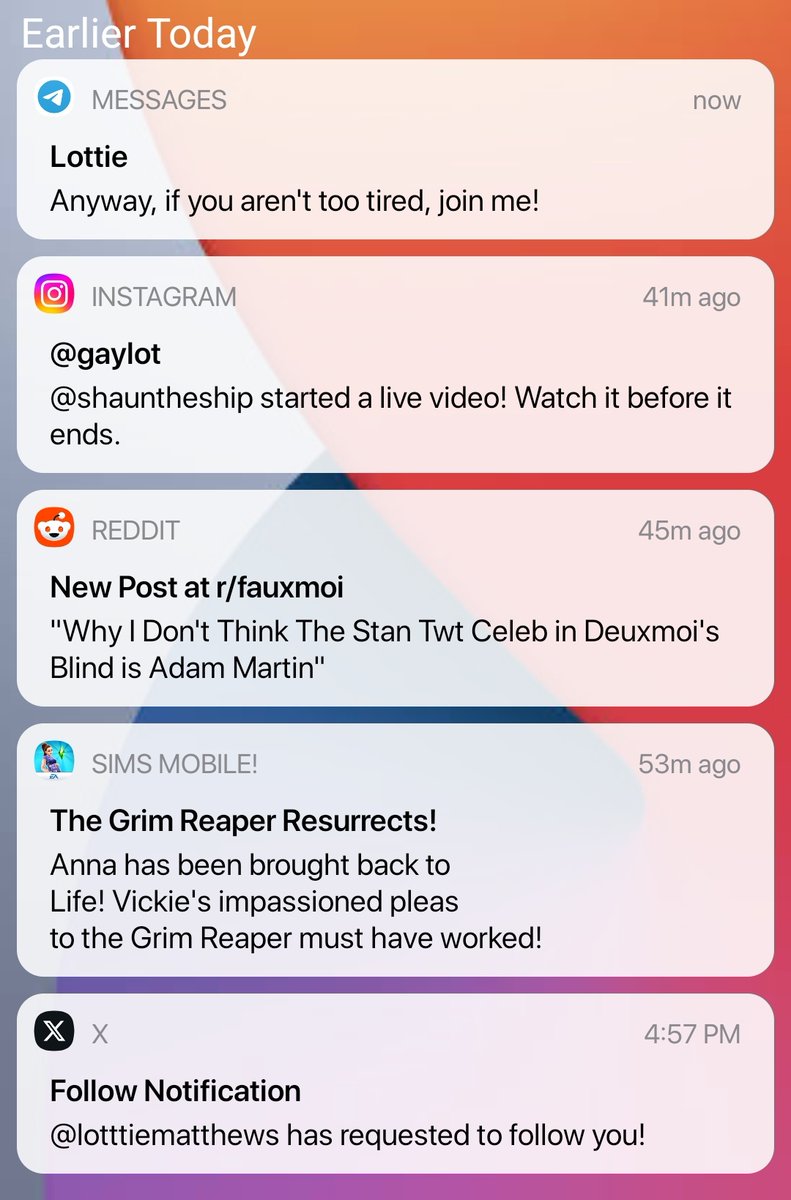 Earlier Today
MESSAGES now
Lottie
Anyway, if you aren't too tired, join me!
INSTAGRAM 41m ago
@gaylot
@shauntheship started a live video! Watch it before it
ends.
REDDIT 45m ago
New Post at r/fauxmoi
"Why I Don't Think The Stan Twt Celeb in Deuxmoi's
Blind is Adam Martin"
SIMS MOBILE! 53m ago
The Grim Reaper Resurrects!
Anna has been brought back to
Life! Vickie's impassioned pleas
to the Grim Reaper must have worked!
X 4:57 PM
Follow Notification
@lotttiematthews has requested to follow you!